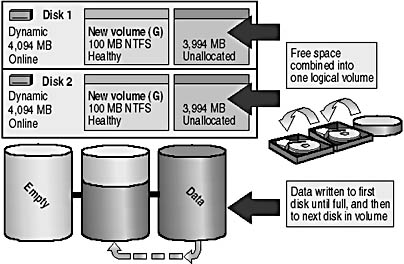 Disk 1
Dynamic
4,094 MB
Online
New volume (G)
100 MB NTFS
Healthy
3,994 MB
Unallocated
Disk 2
Dynamic
4,094 MB
Online
New volume (G)
100 MB NTFS
Healthy
3,994 MB
Unallocated
Free space
combined into
one logical volume
Empty
Data
Data written to first
disk until full, and then
to next disk in volume